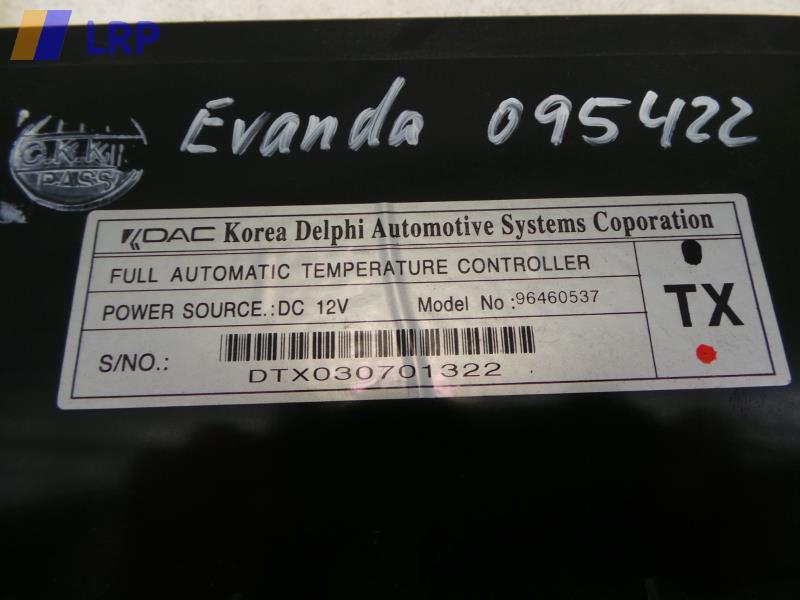 LRP
Evanda 095422
PASS
KDAC Korea Delphi Automotive Systems Coporation
FULL AUTOMATIC TEMPERATURE CONTROLLER
POWER SOURCE.:DC 12V Model No :96460537
TX
S/NO.:
DTX030701322